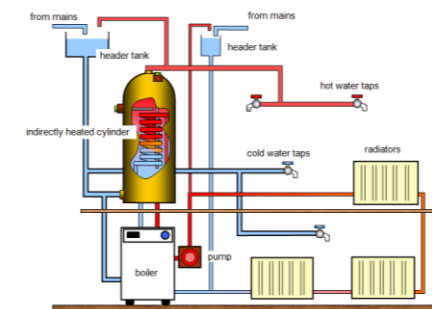 from mains
from mains
header tank
header tank
hot water taps
indirectly heated cylinder
cold water taps
radiators
pump
boiler